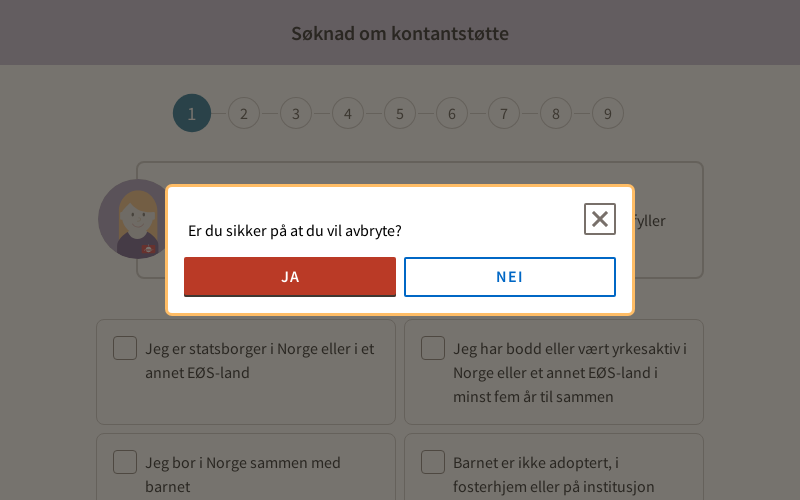 Søknad om kontantstøtte
1 2 3 4 5 6 7 8 9
fyller
Er du sikker på at du vil avbryte?
JA NEI
Jeg er statsborger i Norge eller i et
annet EØS-land
Jeg har bodd eller vært yrkesaktiv i
Norge eller et annet EØS-land i
minst fem år til sammen
Jeg bor i Norge sammen med
barnet
Barnet er ikke adoptert, i
fosterhjem eller på institusjon